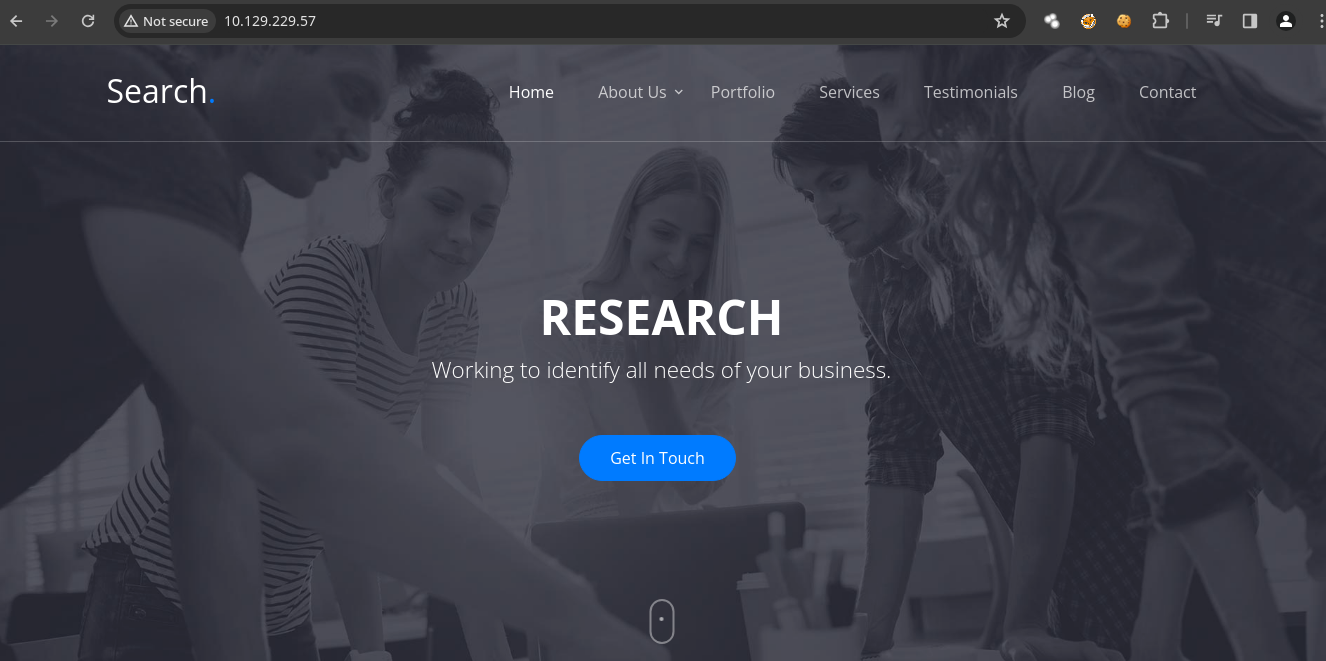 Not secure 10.129.229.57
Search.
Home About Us Portfolio Services Testimonials Blog Contact
RESEARCH
Working to identify all needs of your business.
Get In Touch